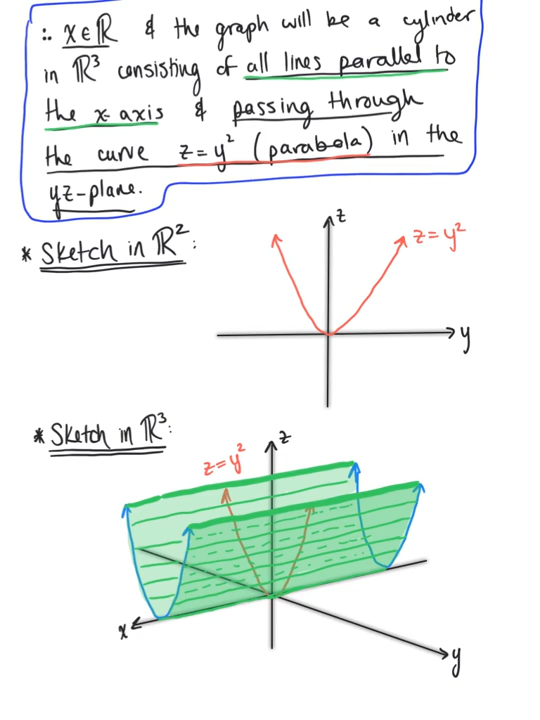 ∴ x∈ℝ & the graph will be a cylinder
in ℝ³ consisting of all lines parallel to
the x-axis & passing through
the curve z=y² (parabola) in the
yz-plane.
* Sketch in ℝ²:
z
z=y²
y
* Sketch in ℝ³:
z
z=y²
x
y